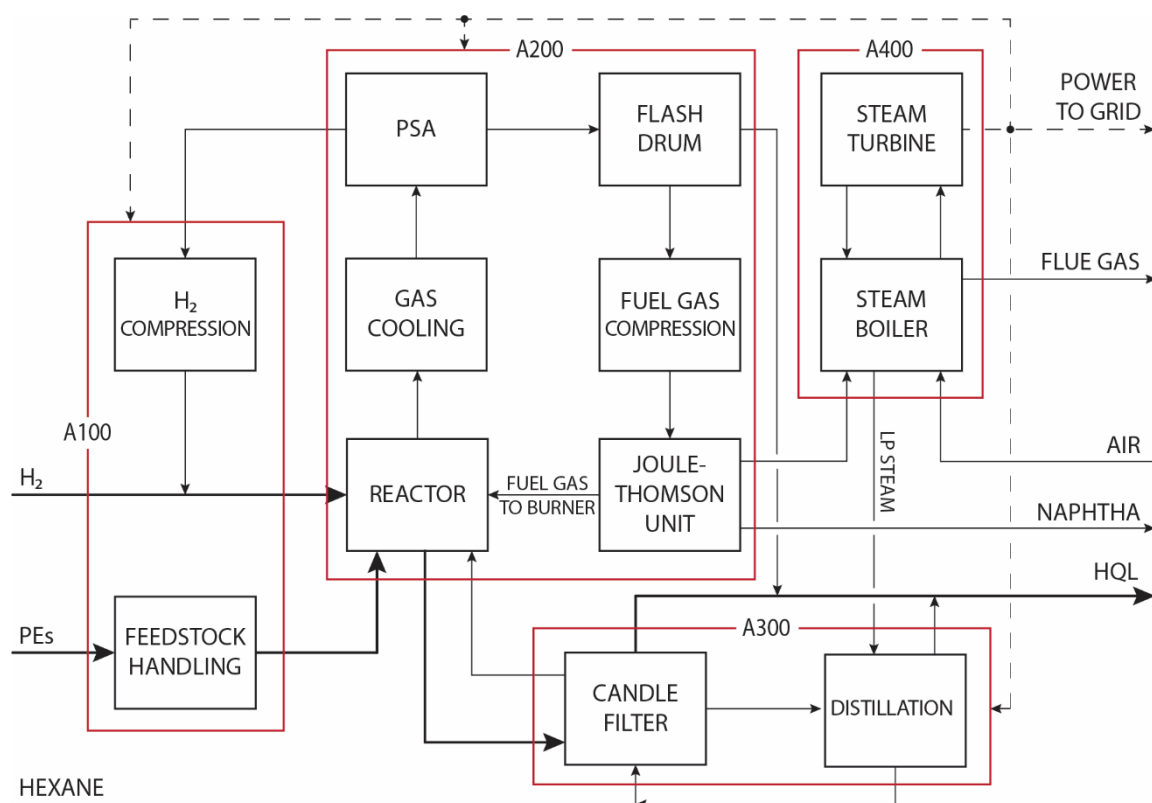 A200
A400
PSA
FLASH
DRUM
STEAM
TURBINE
POWER
TO GRID
H₂
COMPRESSION
GAS
COOLING
FUEL GAS
COMPRESSION
STEAM
BOILER
FLUE GAS
A100
H₂
REACTOR
FUEL GAS
TO BURNER
JOULE-
THOMSON
UNIT
LP STEAM
AIR
NAPHTHA
HQL
PEs
FEEDSTOCK
HANDLING
A300
CANDLE
FILTER
DISTILLATION
HEXANE